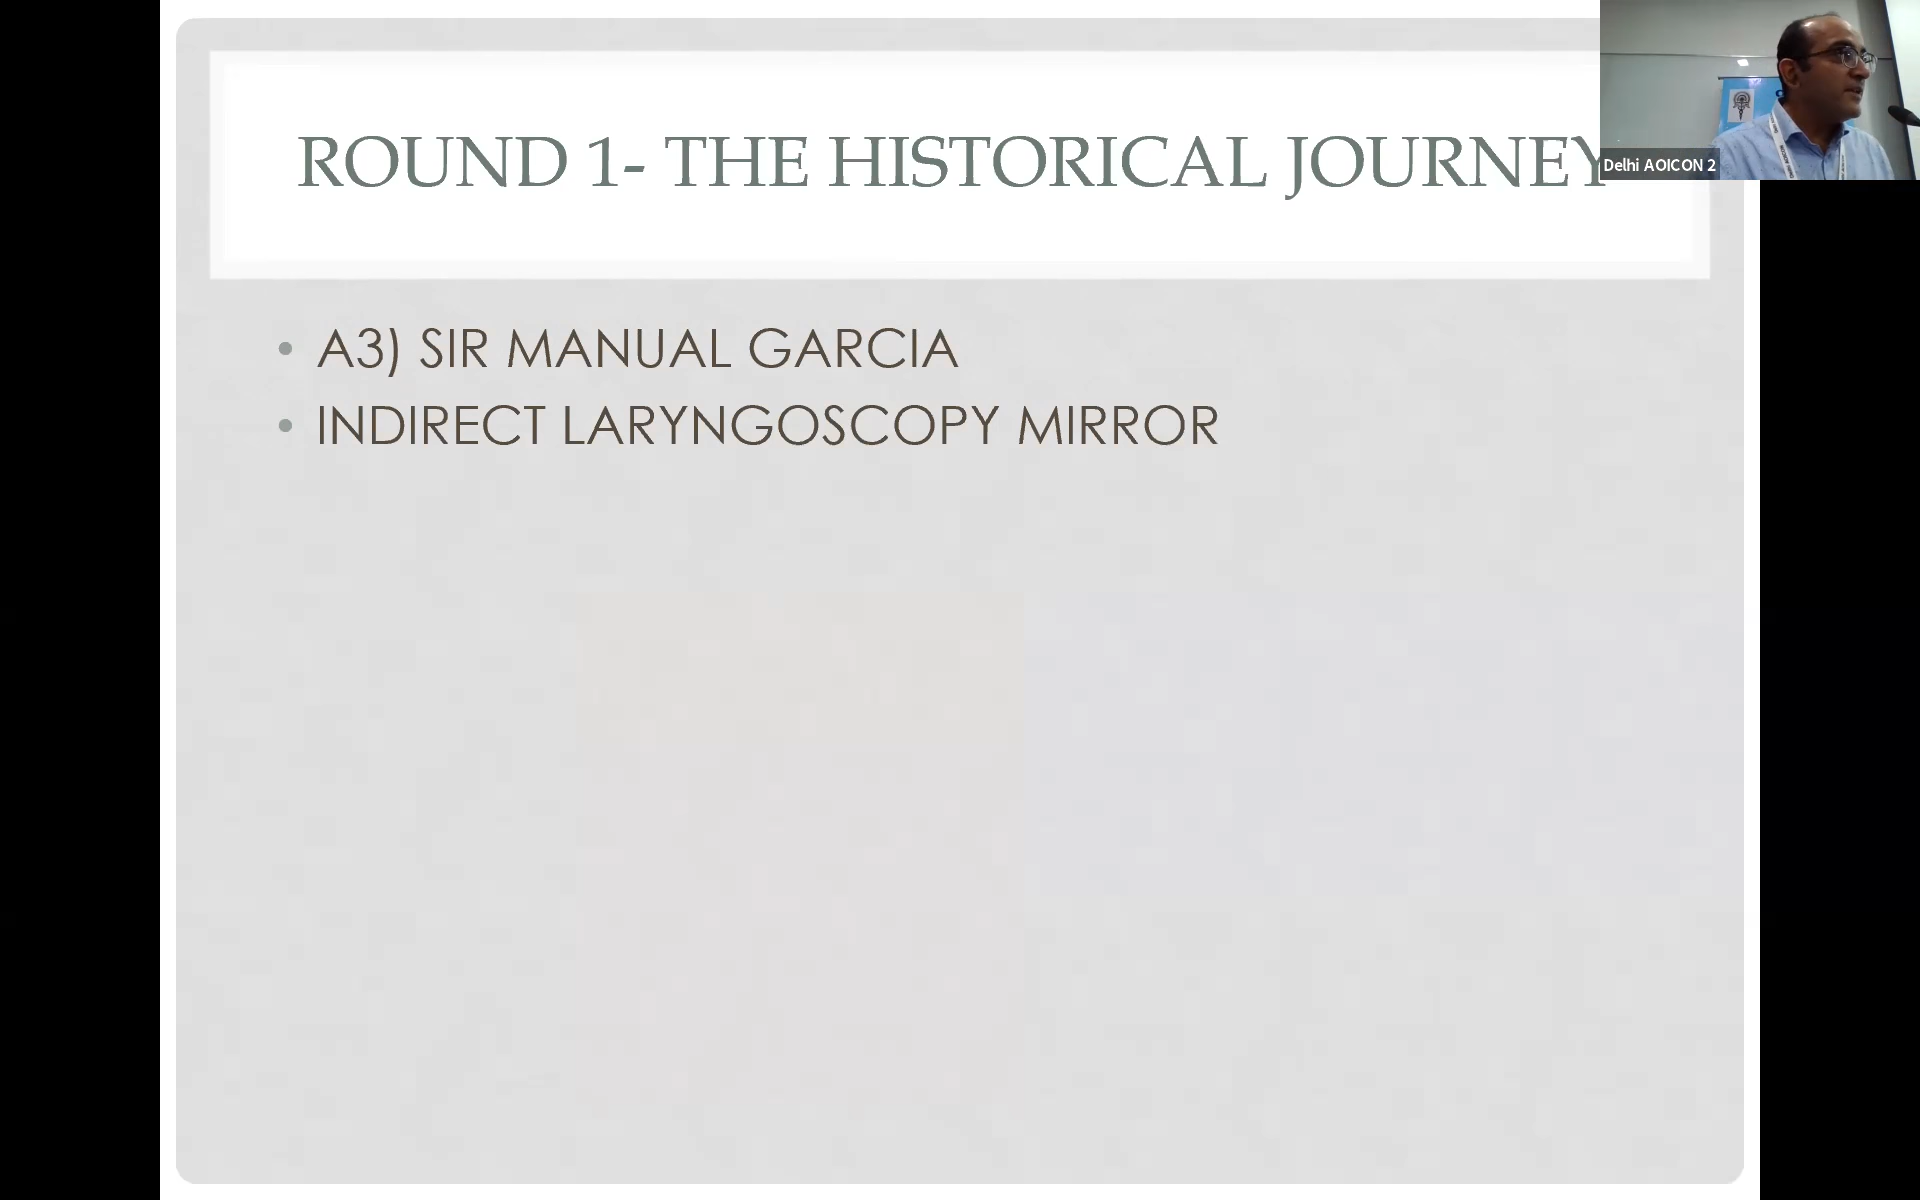 ROUND 1- THE HISTORICAL JOURNEY
Delhi AOICON 2
• A3) SIR MANUAL GARCIA
• INDIRECT LARYNGOSCOPY MIRROR